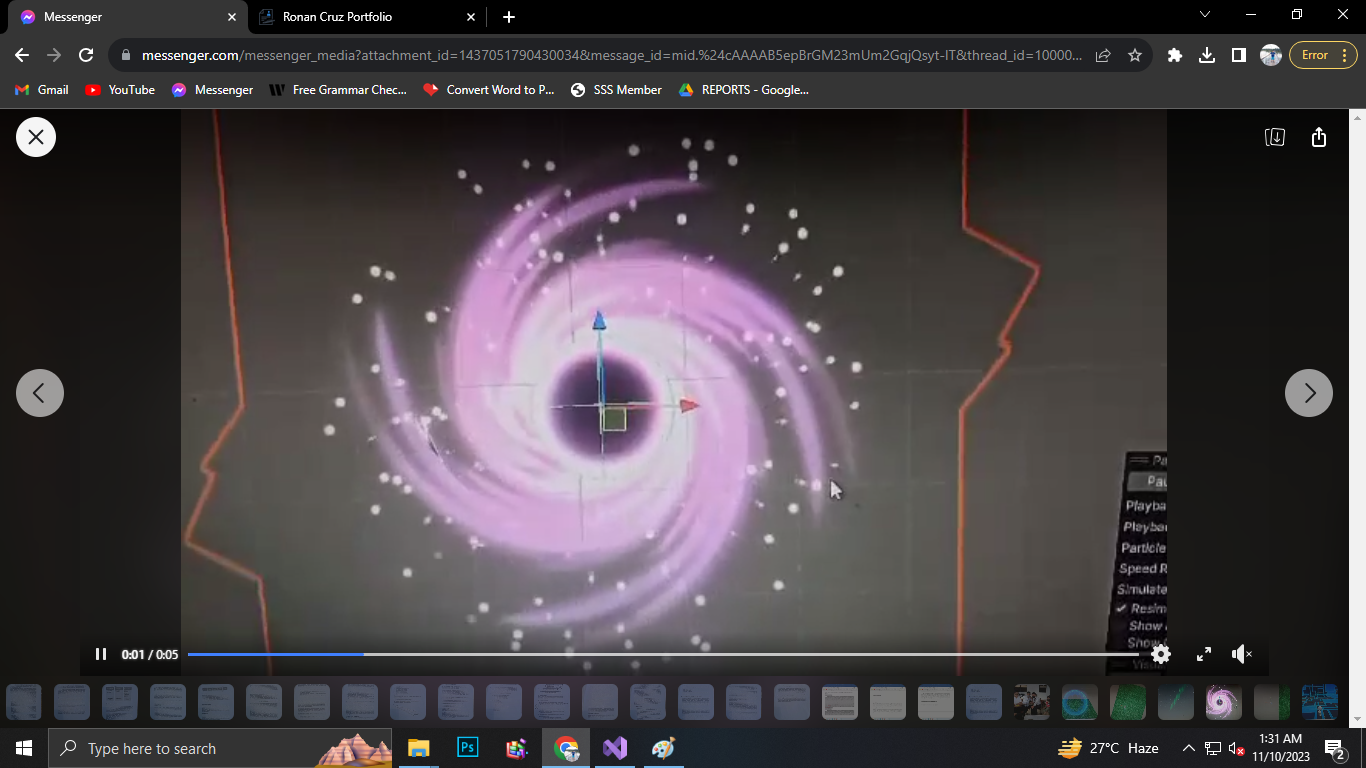 Messenger
Ronan Cruz Portfolio
messenger.com/messenger_media?attachment_id=1437051790430034&message_id=mid.%24cAAAAB5epBrGM23mUm2GqjQsyt-IT&thread_id=10000...
Error
Gmail
YouTube
Messenger
Free Grammar Chec...
Convert Word to P...
SSS Member
REPORTS - Google...
Pa
Pau
Playba
Playba
Particle
Speed R
Simulate
Resim
Show
Show
0:01 / 0:05
Type here to search
Ps
27°C Haze
1:31 AM
11/10/2023
2